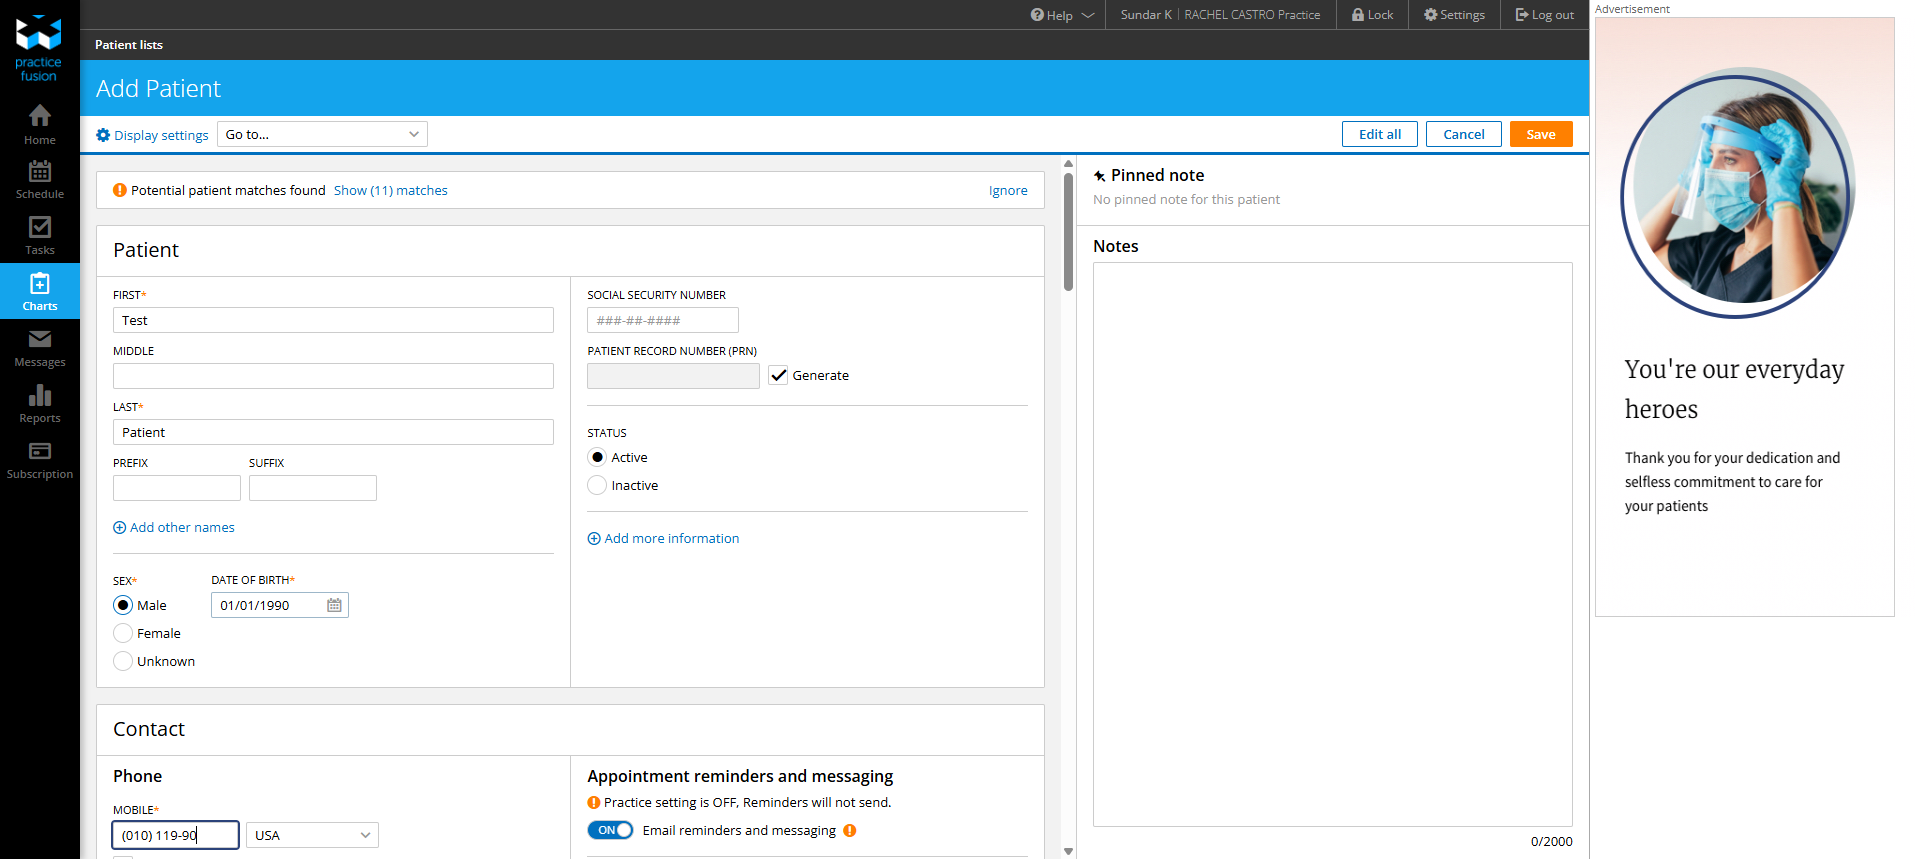 Help
Sundar K
RACHEL CASTRO Practice
Lock
Settings
Log out
Advertisement
practice
fusion
Patient lists
Add Patient
Display settings
Go to...
Edit all
Cancel
Save
Home
Schedule
Tasks
Charts
Messages
Reports
Subscription
Potential patient matches found
Show (11) matches
Ignore
Patient
FIRST*
Test
MIDDLE
LAST*
Patient
PREFIX
SUFFIX
Add other names
SEX*
Male
Female
Unknown
DATE OF BIRTH*
01/01/1990
SOCIAL SECURITY NUMBER
###-##-####
PATIENT RECORD NUMBER (PRN)
Generate
STATUS
Active
Inactive
Add more information
Contact
Phone
MOBILE*
(010) 119-90
USA
Appointment reminders and messaging
Practice setting is OFF, Reminders will not send.
ON
Email reminders and messaging
Pinned note
No pinned note for this patient
Notes
0/2000
You're our everyday
heroes
Thank you for your dedication and
selfless commitment to care for
your patients